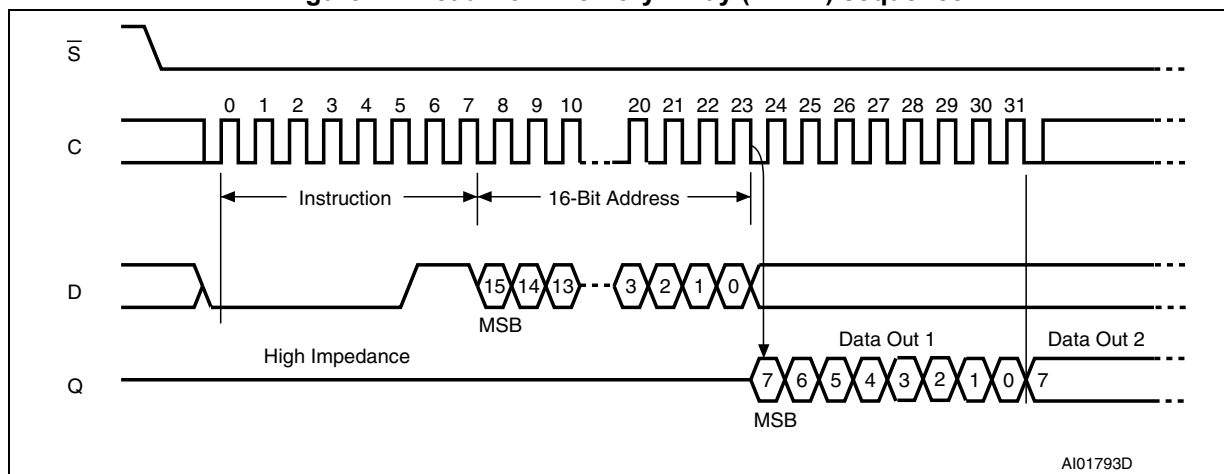 S
0 1 2 3 4 5 6 7 8 9 10 20 21 22 23 24 25 26 27 28 29 30 31
C
Instruction 16-Bit Address
D 15 14 13 3 2 1 0
MSB
High Impedance Data Out 1 Data Out 2
Q 7 6 5 4 3 2 1 0 7
MSB
AI01793D